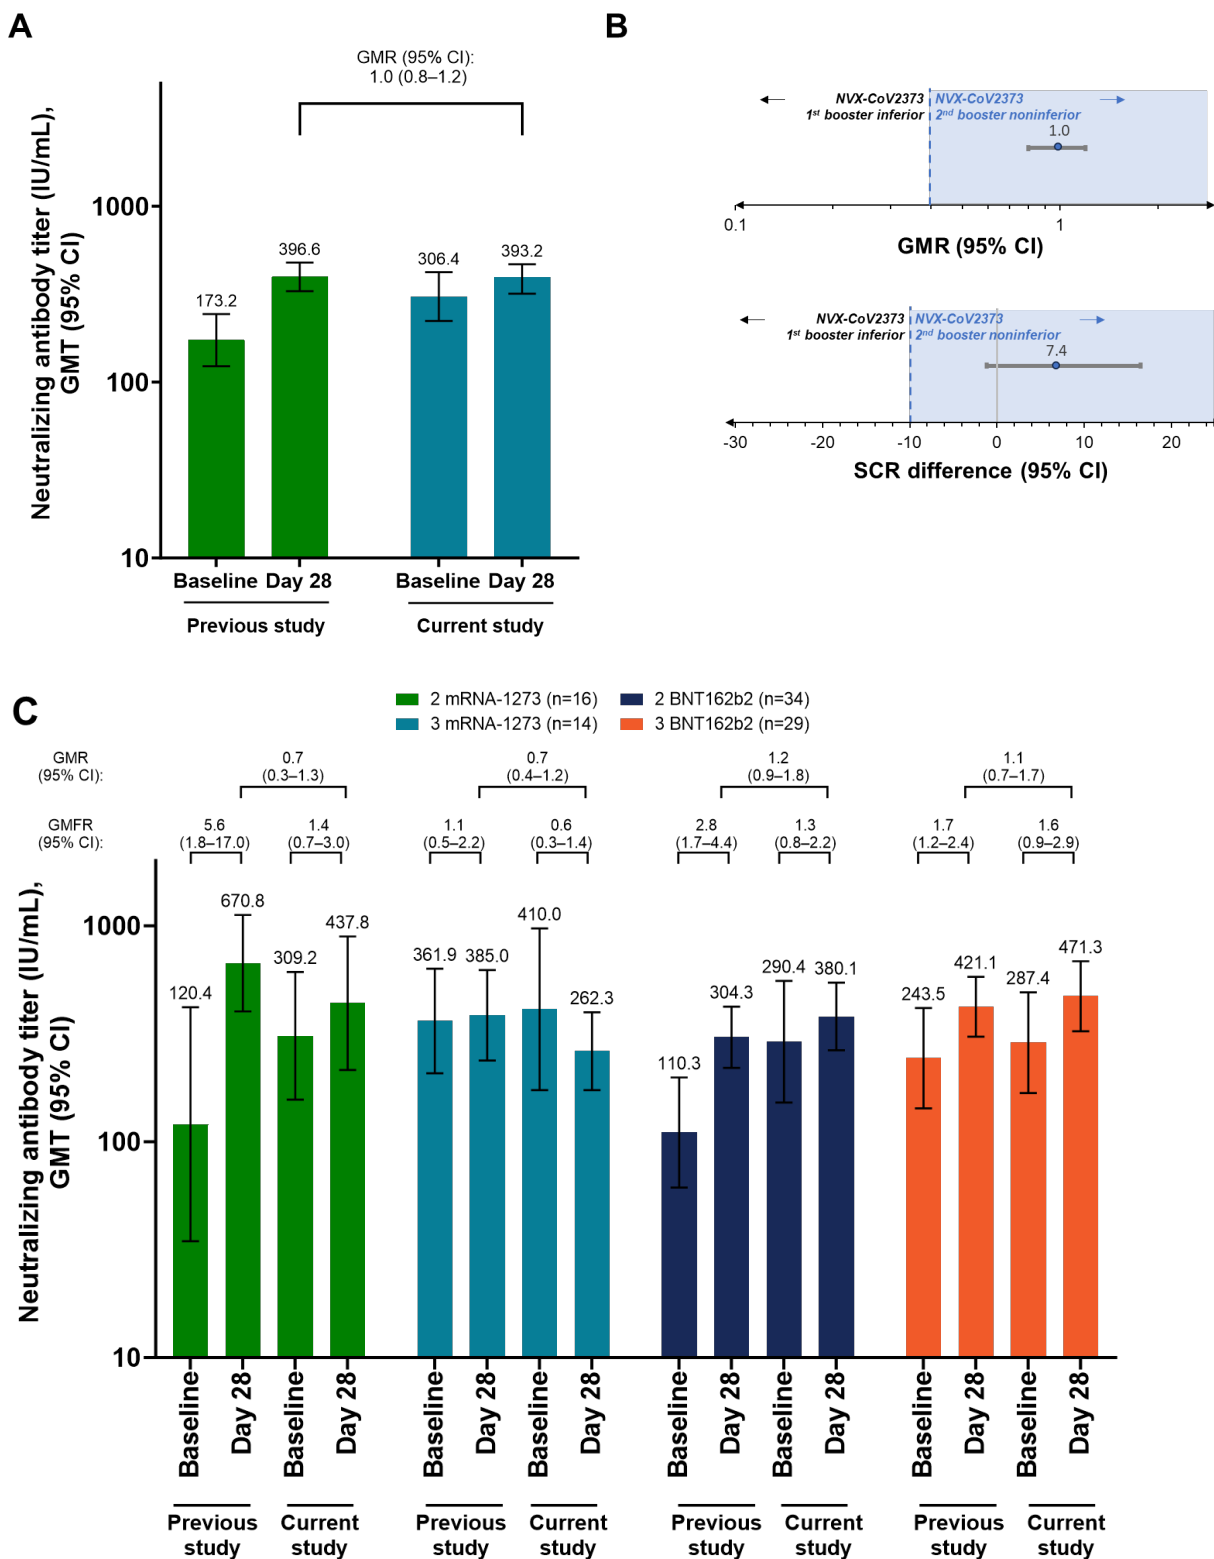 A
GMR (95% CI):
1.0 (0.8–1.2)
Neutralizing antibody titer (IU/mL),
GMT (95% CI)
1000
100
10
173.2
396.6
306.4
393.2
Baseline Day 28
Baseline Day 28
Previous study
Current study
B
NVX-CoV2373
1st booster inferior
NVX-CoV2373
2nd booster noninferior
1.0
0.1
1
GMR (95% CI)
NVX-CoV2373
1st booster inferior
NVX-CoV2373
2nd booster noninferior
7.4
-30
-20
-10
0
10
20
SCR difference (95% CI)
C
2 mRNA-1273 (n=16)
2 BNT162b2 (n=34)
3 mRNA-1273 (n=14)
3 BNT162b2 (n=29)
GMR
(95% CI):
0.7
(0.3–1.3)
0.7
(0.4–1.2)
1.2
(0.9–1.8)
1.1
(0.7–1.7)
GMFR
(95% CI):
5.6
(1.8–17.0)
1.4
(0.7–3.0)
1.1
(0.5–2.2)
0.6
(0.3–1.4)
2.8
(1.7–4.4)
1.3
(0.8–2.2)
1.7
(1.2–2.4)
1.6
(0.9–2.9)
Neutralizing antibody titer (IU/mL),
GMT (95% CI)
1000
100
10
120.4
670.8
309.2
437.8
361.9
385.0
410.0
262.3
110.3
304.3
290.4
380.1
243.5
421.1
287.4
471.3
Baseline
Day 28
Baseline
Day 28
Baseline
Day 28
Baseline
Day 28
Baseline
Day 28
Baseline
Day 28
Baseline
Day 28
Baseline
Day 28
Previous
study
Current
study
Previous
study
Current
study
Previous
study
Current
study
Previous
study
Current
study